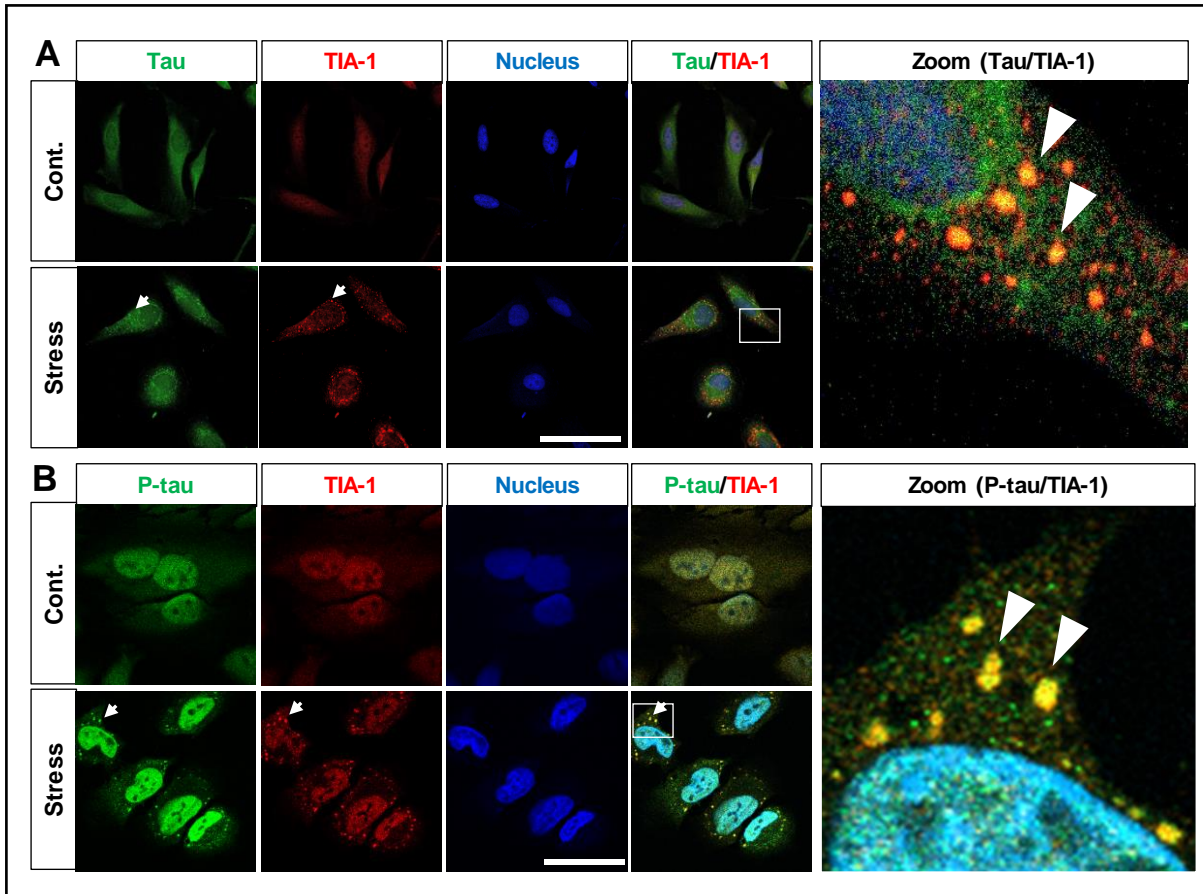 A
Tau
TIA-1
Nucleus
Tau/TIA-1
Zoom (Tau/TIA-1)
Cont.
Stress
B
P-tau
TIA-1
Nucleus
P-tau/TIA-1
Zoom (P-tau/TIA-1)
Cont.
Stress